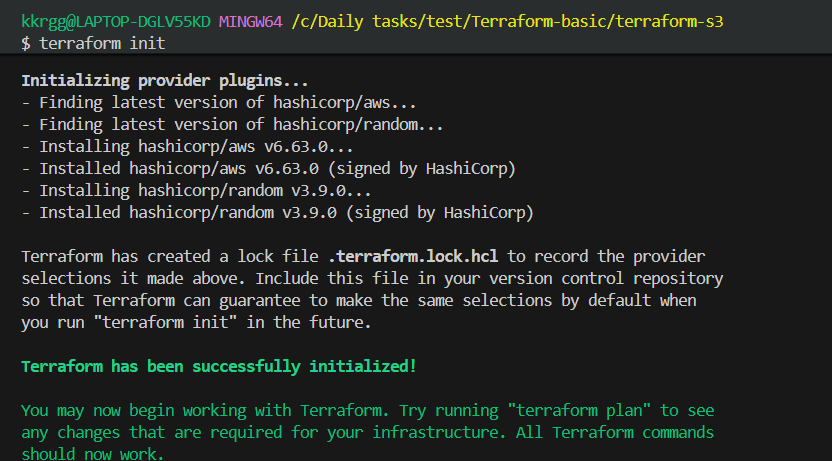 kkrgg@LAPTOP-DGLV55KD MINGW64 /c/Daily tasks/test/Terraform-basic/terraform-s3
$ terraform init
Initializing provider plugins...
- Finding latest version of hashicorp/aws...
- Finding latest version of hashicorp/random...
- Installing hashicorp/aws v6.63.0...
- Installed hashicorp/aws v6.63.0 (signed by HashiCorp)
- Installing hashicorp/random v3.9.0...
- Installed hashicorp/random v3.9.0 (signed by HashiCorp)
Terraform has created a lock file .terraform.lock.hcl to record the provider
selections it made above. Include this file in your version control repository
so that Terraform can guarantee to make the same selections by default when
you run "terraform init" in the future.
Terraform has been successfully initialized!
You may now begin working with Terraform. Try running "terraform plan" to see
any changes that are required for your infrastructure. All Terraform commands
should now work.